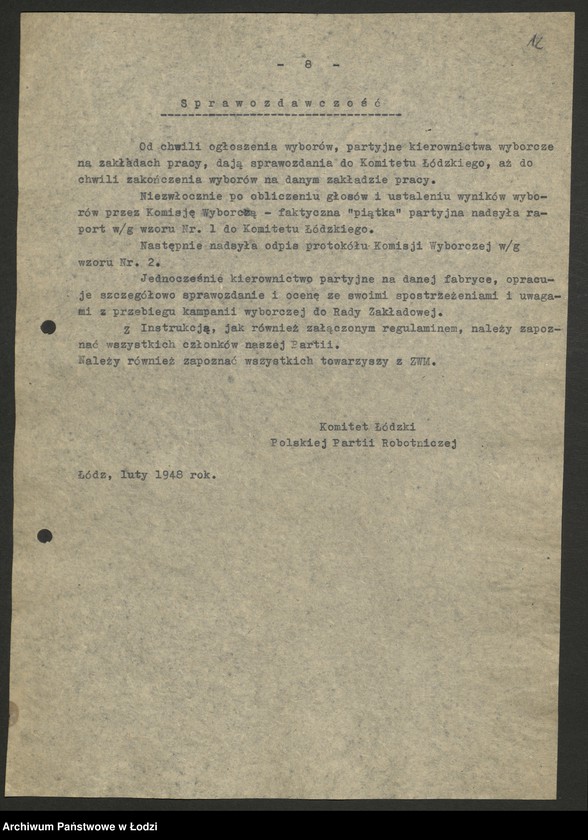 12
- 8 -
Sprawozdawczość
Od chwili ogłoszenia wyborów, partyjne kierownictwa wyborcze
na zakładach pracy, dają sprawozdania do Komitetu Łódzkiego, aż do
chwili zakończenia wyborów na danym zakładzie pracy.
Niezwłocznie po obliczeniu głosów i ustaleniu wyników wybo-
rów przez Komisję Wyborczą - faktyczna "piątka" partyjna nadsyła ra-
port w/g wzoru Nr. 1 do Komitetu Łódzkiego.
Następnie nadsyła odpis protokółu Komisji Wyborczej w/g
wzoru Nr. 2.
Jednocześnie kierownictwo partyjne na danej fabryce, opracu-
je szczegółowo sprawozdanie i ocenę ze swoimi spostrzeżeniami i uwaga-
mi z przebiegu kampanii wyborczej do Rady Zakładowej.
Z Instrukcją, jak również załączonym regulaminem, należy zapoz-
nać wszystkich członków naszej Partii.
Należy również zapoznać wszystkich towarzyszy z ZWM.
Komitet Łódzki
Polskiej Partii Robotniczej
Łódz, luty 1948 rok.
Archiwum Państwowe w Łodzi